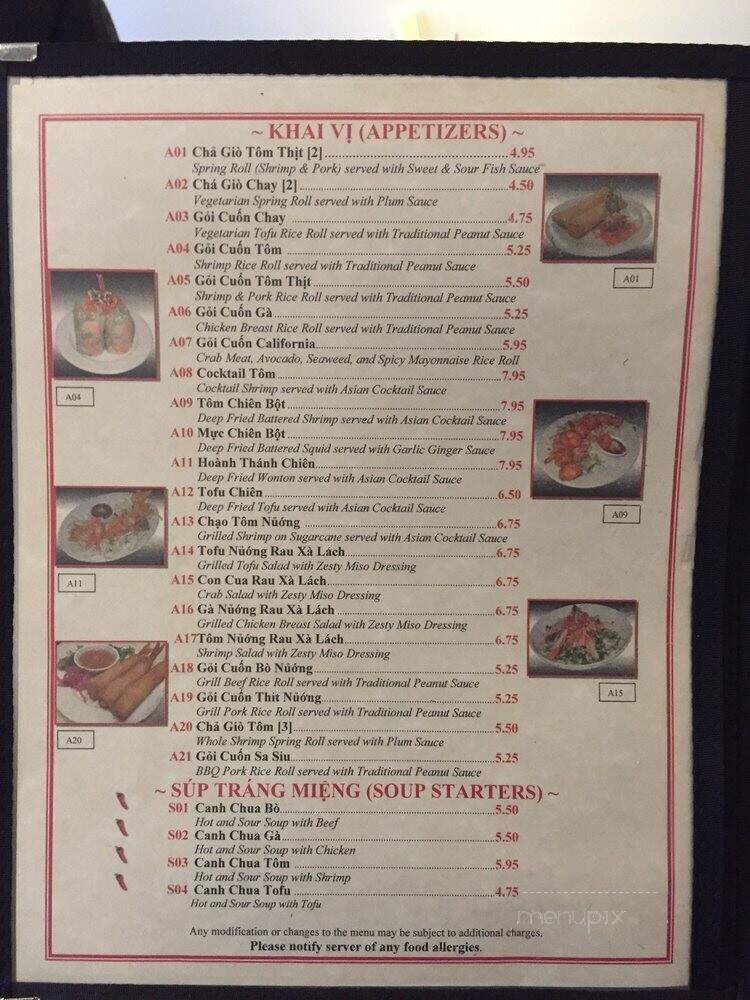 ~ KHAI VỊ (APPETIZERS) ~
A01 Chả Giò Tôm Thịt [2] 4.95
Spring Roll (Shrimp & Pork) served with Sweet & Sour Fish Sauce
A02 Chá Giò Chay [2] 4.50
Vegetarian Spring Roll served with Plum Sauce
A03 Gỏi Cuốn Chay 4.75
Vegetarian Tofu Rice Roll served with Traditional Peanut Sauce
A04 Gỏi Cuốn Tôm 5.25
Shrimp Rice Roll served with Traditional Peanut Sauce
A05 Gỏi Cuốn Tôm Thịt 5.50
Shrimp & Pork Rice Roll served with Traditional Peanut Sauce
A06 Gỏi Cuốn Gà 5.25
Chicken Breast Rice Roll served with Traditional Peanut Sauce
A07 Gỏi Cuốn California 5.95
Crab Meat, Avocado, Seaweed, and Spicy Mayonnaise Rice Roll
A08 Cocktail Tôm 7.95
Cocktail Shrimp served with Asian Cocktail Sauce
A09 Tôm Chiên Bột 7.95
Deep Fried Battered Shrimp served with Asian Cocktail Sauce
A10 Mực Chiên Bột 7.95
Deep Fried Battered Squid served with Garlic Ginger Sauce
A11 Hoành Thánh Chiên 7.95
Deep Fried Wonton served with Asian Cocktail Sauce
A12 Tofu Chiên 6.50
Deep Fried Tofu served with Asian Cocktail Sauce
A13 Chạo Tôm Nướng 6.75
Grilled Shrimp on Sugarcane served with Asian Cocktail Sauce
A14 Tofu Nướng Rau Xà Lách 6.75
Grilled Tofu Salad with Zesty Miso Dressing
A15 Con Cua Rau Xà Lách 6.75
Crab Salad with Zesty Miso Dressing
A16 Gà Nướng Rau Xà Lách 6.75
Grilled Chicken Breast Salad with Zesty Miso Dressing
A17 Tôm Nướng Rau Xà Lách 6.75
Shrimp Salad with Zesty Miso Dressing
A18 Gỏi Cuốn Bò Nướng 5.25
Grill Beef Rice Roll served with Traditional Peanut Sauce
A19 Gỏi Cuốn Thit Nướng 5.25
Grill Pork Rice Roll served with Traditional Peanut Sauce
A20 Chả Giò Tôm [3] 5.50
Whole Shrimp Spring Roll served with Plum Sauce
A21 Gỏi Cuốn Sa Siu 5.25
BBQ Pork Rice Roll served with Traditional Peanut Sauce
~ SÚP TRÁNG MIỆNG (SOUP STARTERS) ~
S01 Canh Chua Bò 5.50
Hot and Sour Soup with Beef
S02 Canh Chua Gà 5.50
Hot and Sour Soup with Chicken
S03 Canh Chua Tôm 5.95
Hot and Sour Soup with Shrimp
S04 Canh Chua Tofu 4.75
Hot and Sour Soup with Tofu
Any modification or changes to the menu may be subject to additional charges.
Please notify server of any food allergies.
A01
A04
A09
A11
A15
A20
menupix